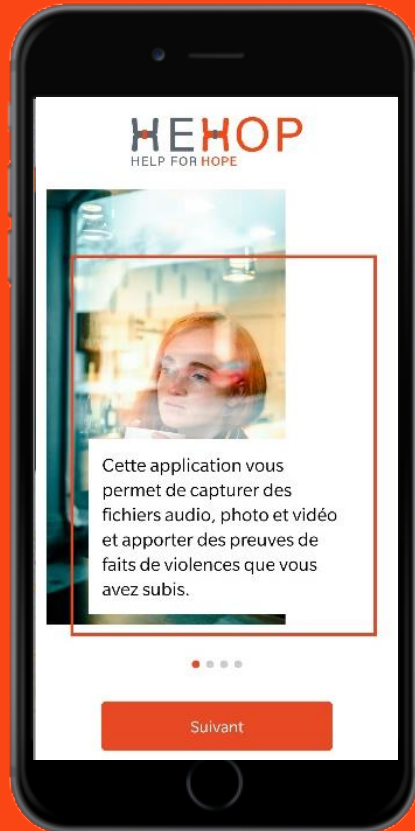 HEHOP
HELP FOR HOPE
Cette application vous
permet de capturer des
fichiers audio, photo et vidéo
et apporter des preuves de
faits de violences que vous
avez subis.
Suivant